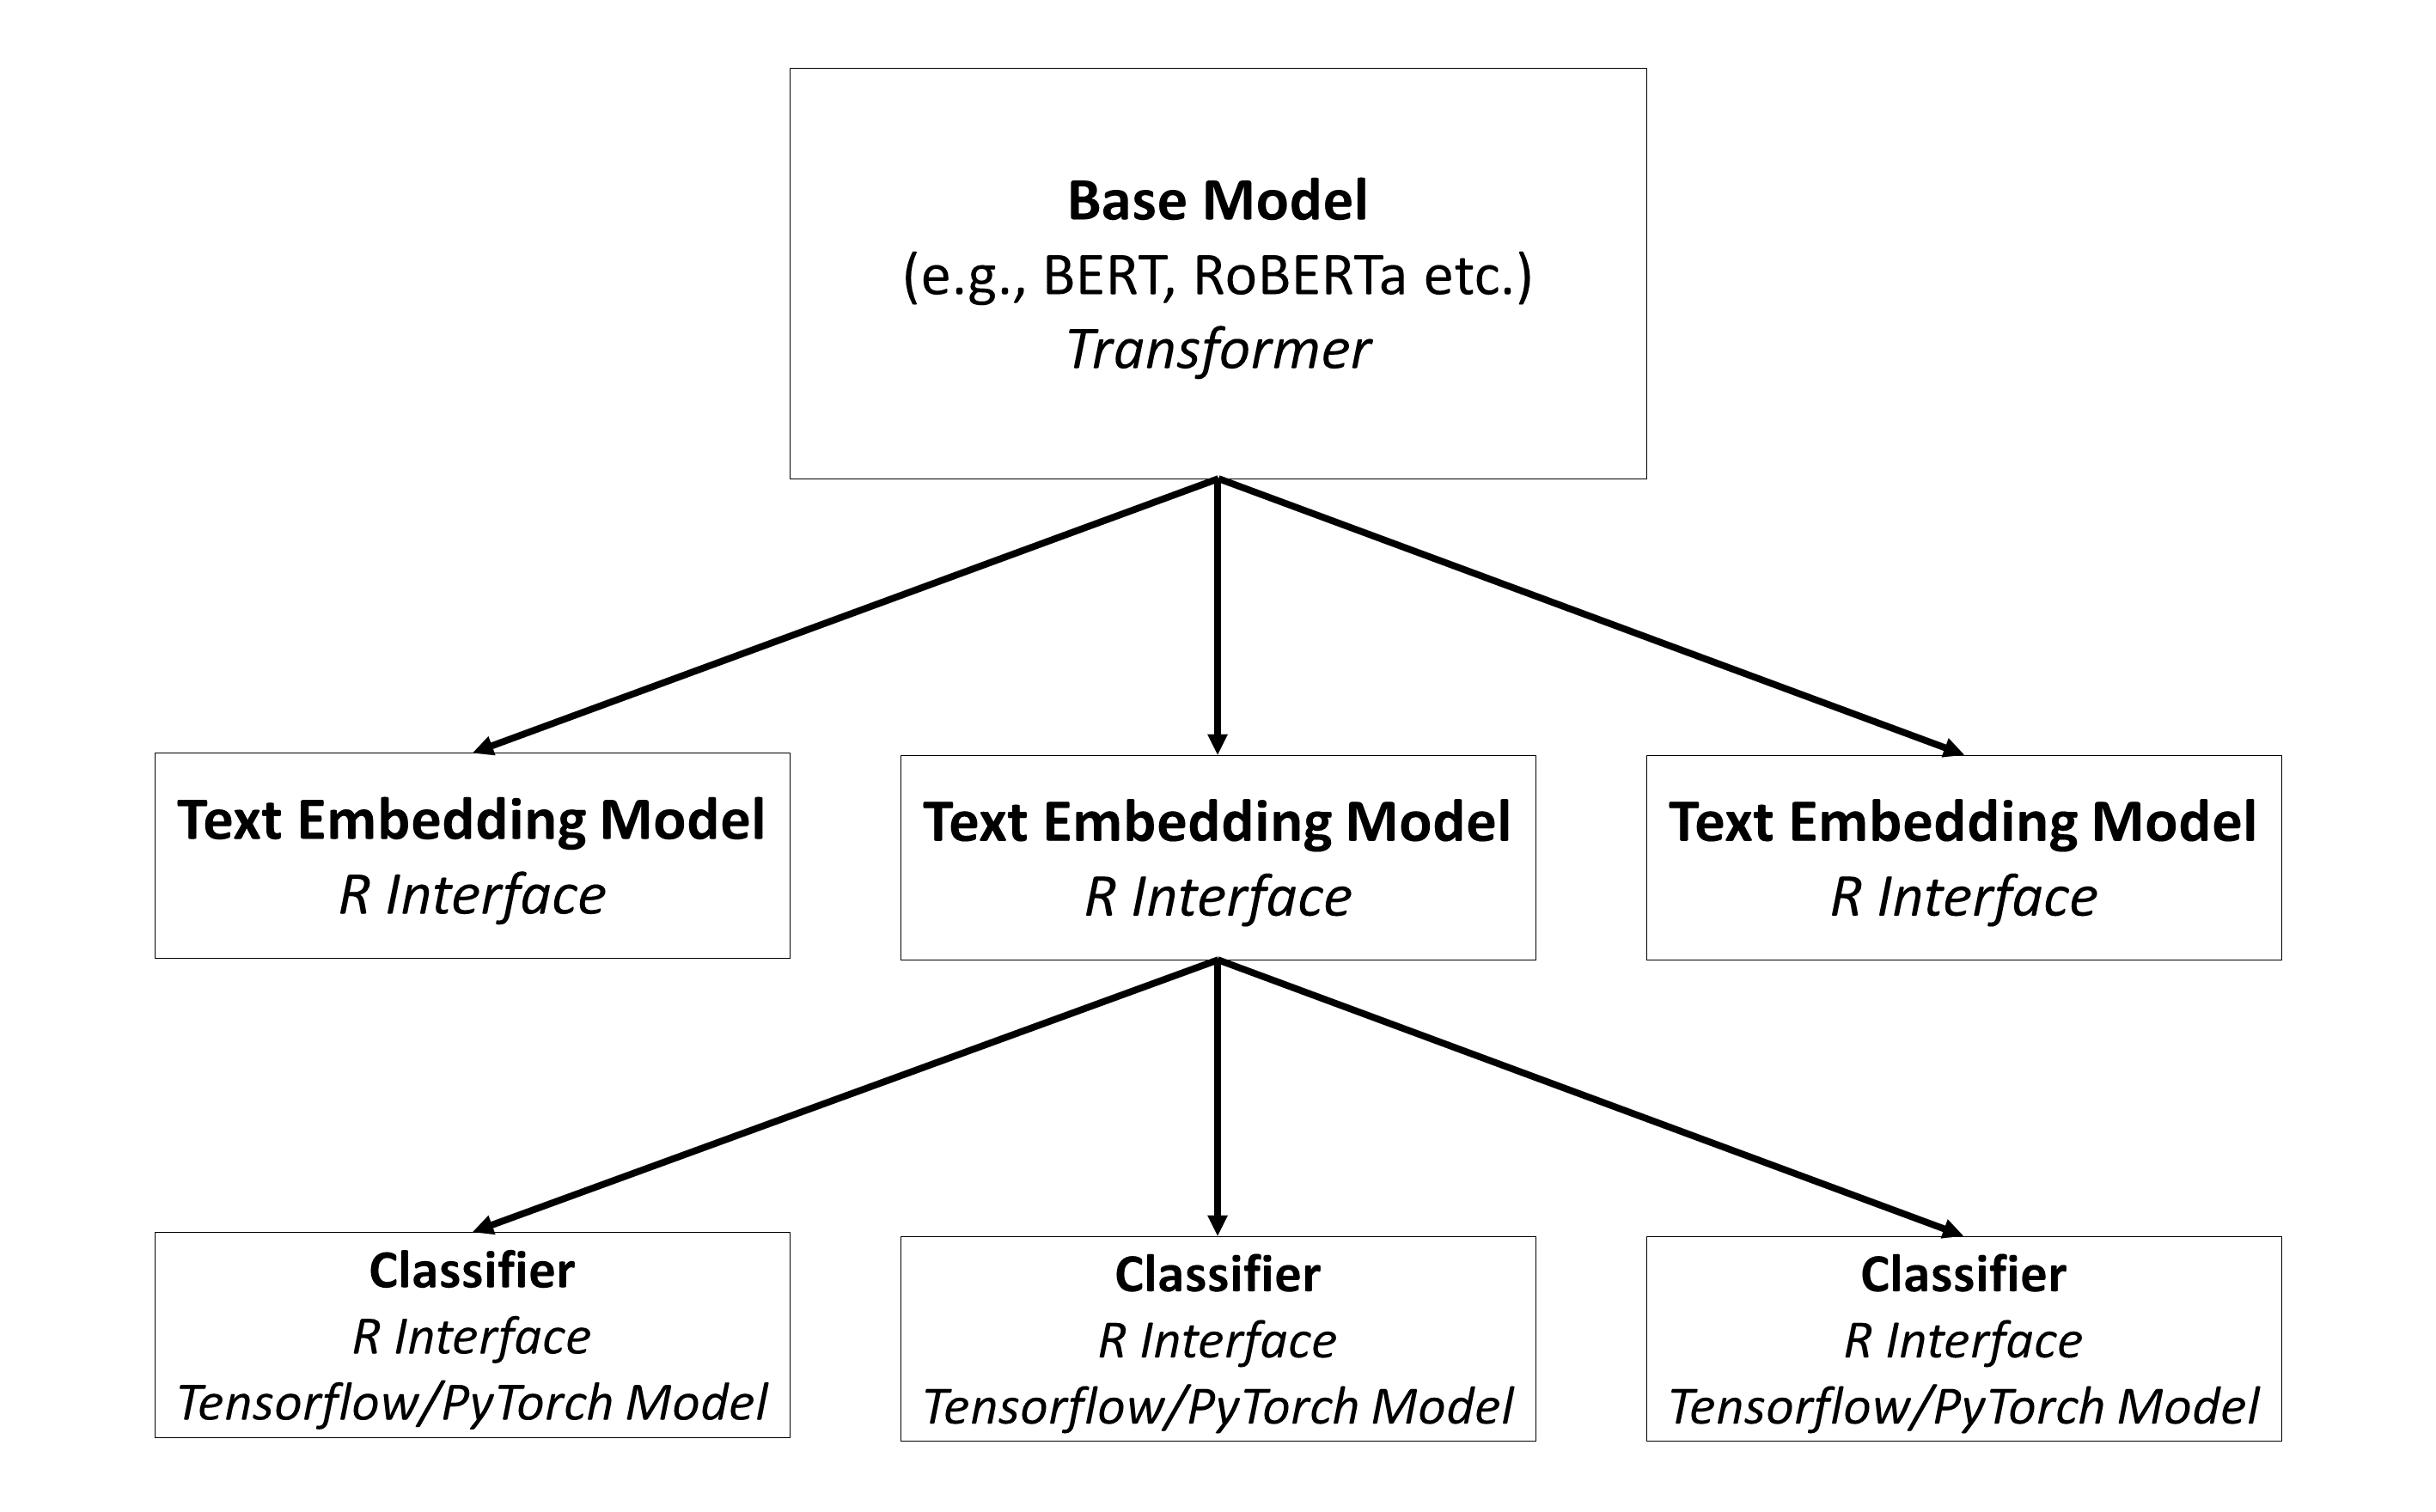 Base Model
(e.g., BERT, RoBERTa etc.)
Transformer
Text Embedding Model
R Interface
Text Embedding Model
R Interface
Text Embedding Model
R Interface
Classifier
R Interface
Tensorflow/PyTorch Model
Classifier
R Interface
Tensorflow/PyTorch Model
Classifier
R Interface
Tensorflow/PyTorch Model